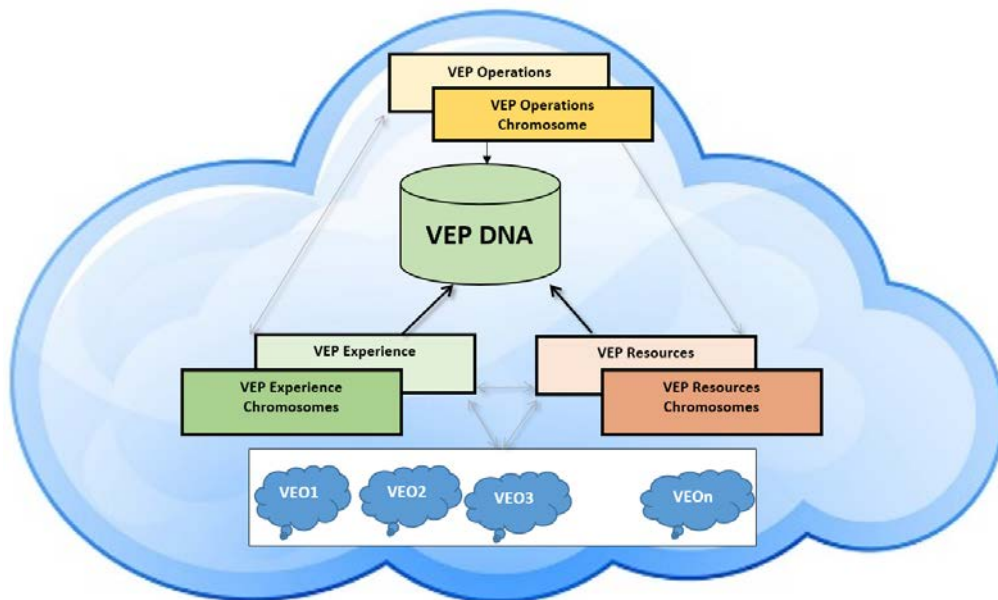 VEP Operations
VEP Operations
Chromosome
VEP DNA
VEP Experience
VEP Experience
Chromosomes
VEP Resources
VEP Resources
Chromosomes
VEO1
VEO2
VEO3
VEOn